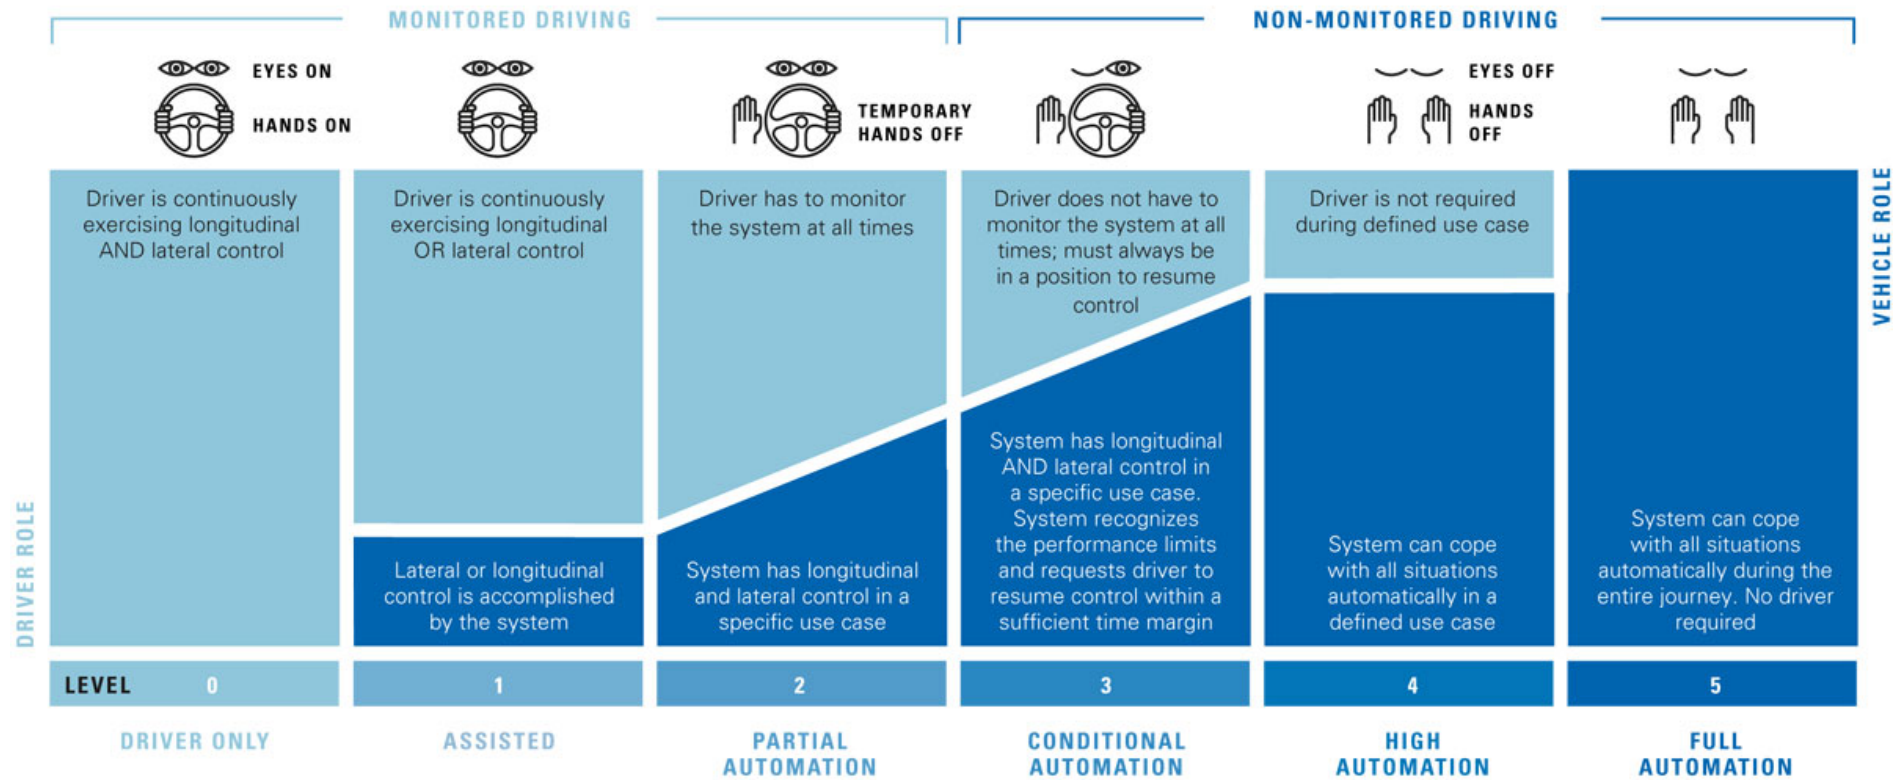 MONITORED DRIVING
NON-MONITORED DRIVING
EYES ON
HANDS ON
TEMPORARY
HANDS OFF
EYES OFF
HANDS
OFF
Driver is continuously
exercising longitudinal
AND lateral control
Driver is continuously
exercising longitudinal
OR lateral control
Lateral or longitudinal
control is accomplished
by the system
Driver has to monitor
the system at all times
System has longitudinal
and lateral control in a
specific use case
Driver does not have to
monitor the system at all
times; must always be
in a position to resume
control
System has longitudinal
AND lateral control in
a specific use case.
System recognizes
the performance limits
and requests driver to
resume control within a
sufficient time margin
Driver is not required
during defined use case
System can cope
with all situations
automatically in a
defined use case
System can cope
with all situations
automatically during the
entire journey. No driver
required
DRIVER ROLE
VEHICLE ROLE
LEVEL 0
1
2
3
4
5
DRIVER ONLY
ASSISTED
PARTIAL
AUTOMATION
CONDITIONAL
AUTOMATION
HIGH
AUTOMATION
FULL
AUTOMATION